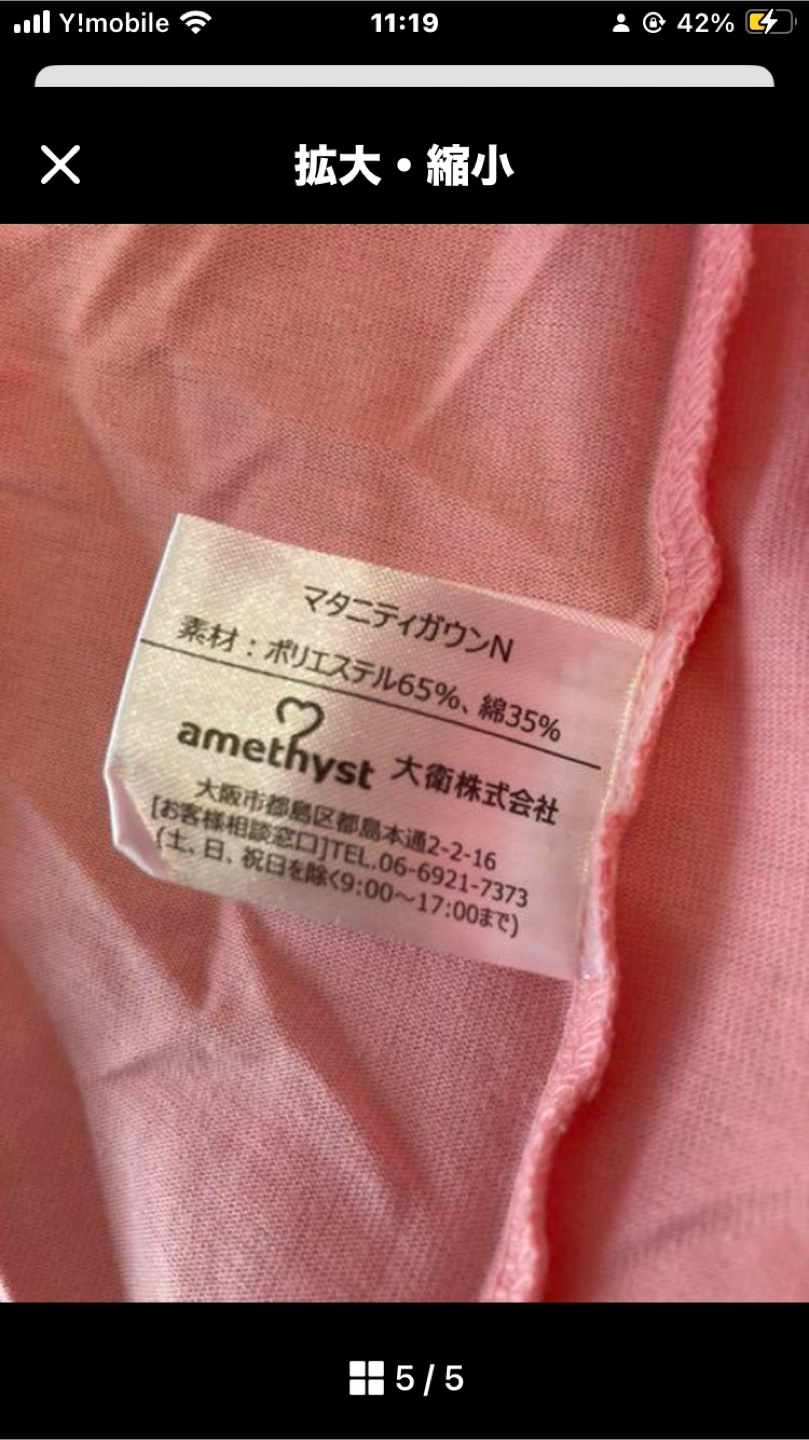 Y!mobile 11:19 42%
拡大・縮小
マタニティガウンN
素材：ポリエステル65%、綿35%
amethyst 大衛株式会社
大阪市都島区都島本通2-2-16
[お客様相談窓口]TEL.06-6921-7373
(土、日、祝日を除く9:00〜17:00まで)
5 / 5